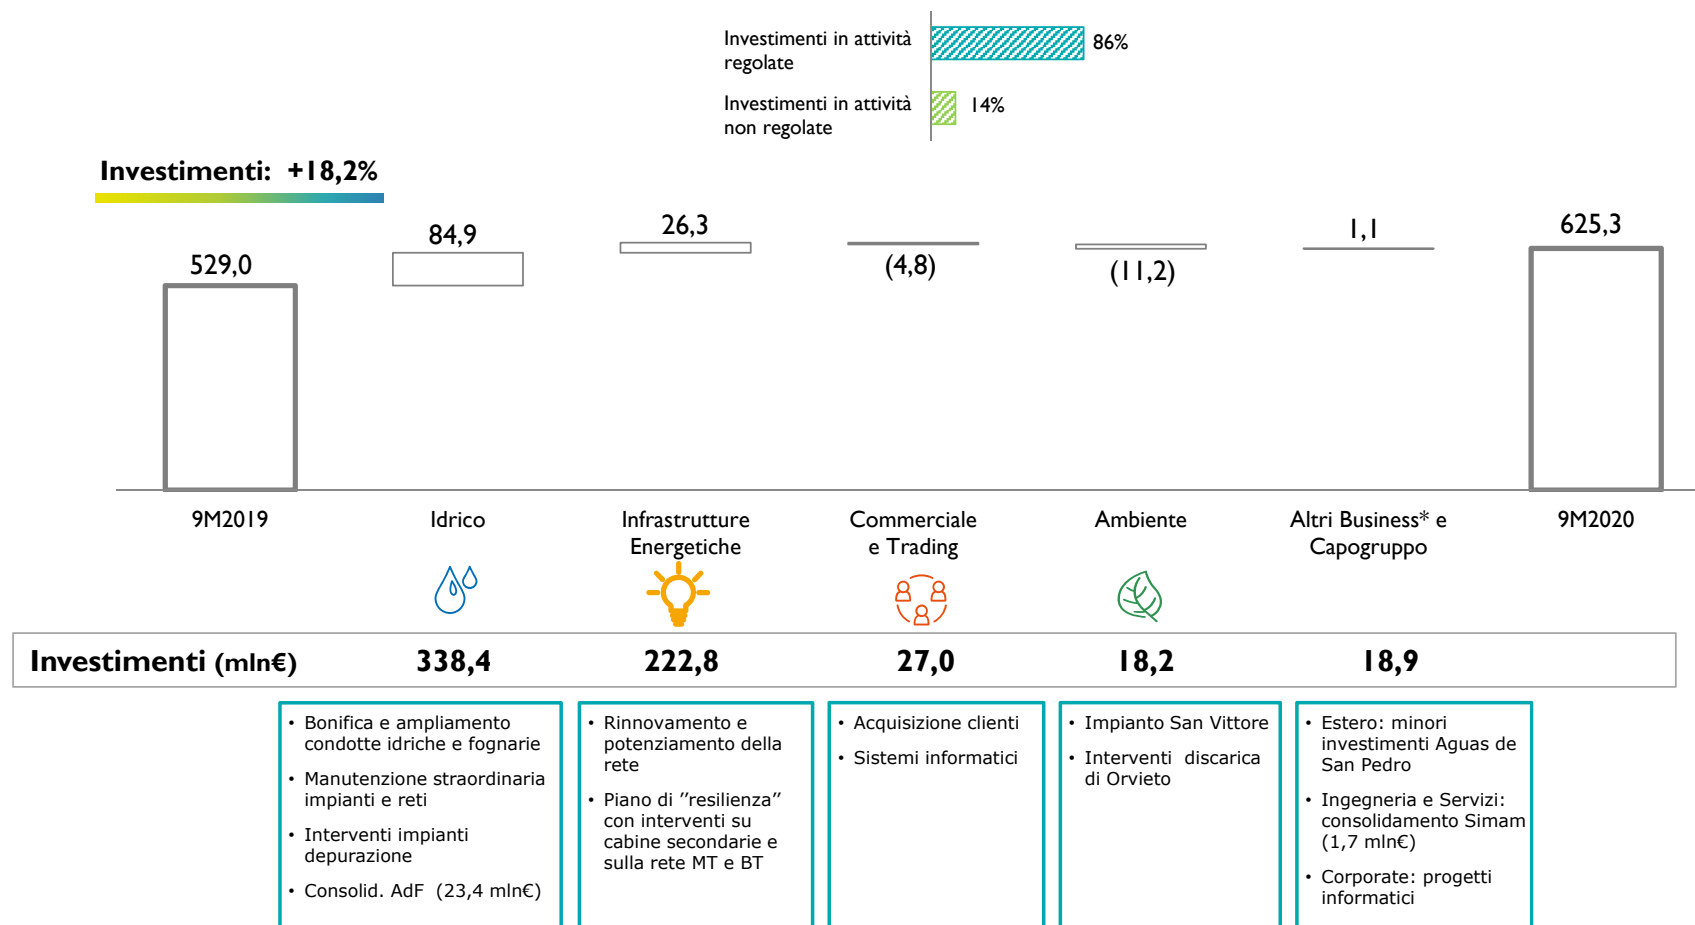 Investimenti in attività
regolate
86%
Investimenti in attività
non regolate
14%
Investimenti: +18,2%
529,0
84,9
26,3
(4,8)
(11,2)
1,1
625,3
9M2019
Idrico
Infrastrutture
Energetiche
Commerciale
e Trading
Ambiente
Altri Business* e
Capogruppo
9M2020
Investimenti (mln€)
338,4
222,8
27,0
18,2
18,9
• Bonifica e ampliamento
condotte idriche e fognarie
• Manutenzione straordinaria
impianti e reti
• Interventi impianti
depurazione
• Consolid. AdF (23,4 mln€)
• Rinnovamento e
potenziamento della
rete
• Piano di ’’resilienza’’
con interventi su
cabine secondarie e
sulla rete MT e BT
• Acquisizione clienti
• Sistemi informatici
• Impianto San Vittore
• Interventi discarica
di Orvieto
• Estero: minori
investimenti Aguas de
San Pedro
• Ingegneria e Servizi:
consolidamento Simam
(1,7 mln€)
• Corporate: progetti
informatici